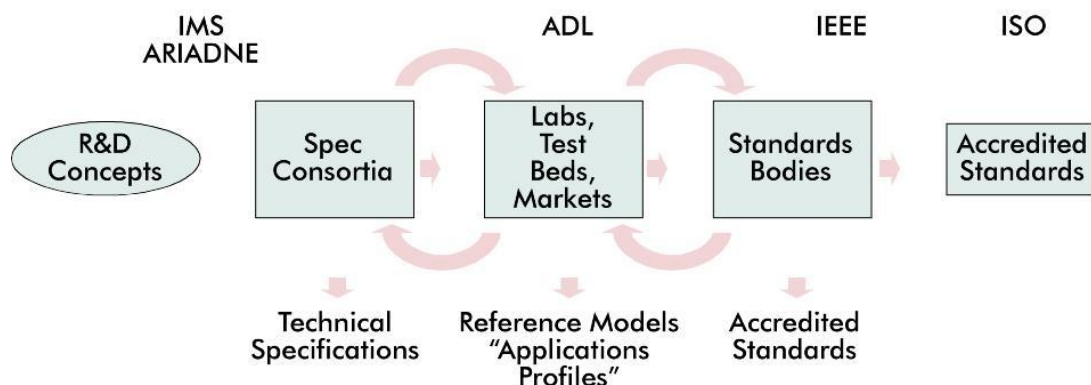 IMS
ARIADNE
ADL
IEEE
ISO
R&D
Concepts
Spec
Consortia
Labs,
Test
Beds,
Markets
Standards
Bodies
Accredited
Standards
Technical
Specifications
Reference Models
“Applications
Profiles”
Accredited
Standards